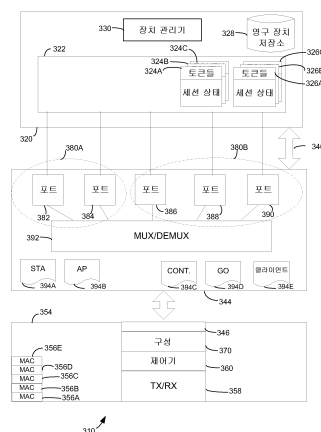 330
장치 관리기
328
영구 장치
저장소
322
324C
324B
324A
토큰들
세션 상태
326C
326B
326A
토큰들
세션 상태
320
380A
380B
포트
포트
포트
포트
포트
382
384
386
388
390
392
MUX/DEMUX
STA
AP
CONT.
GO
클라이언트
394A
394B
394C
394D
394E
344
354
346
구성
370
제어기
360
TX/RX
358
356E
MAC
356D
MAC
356C
MAC
356B
MAC
356A
MAC